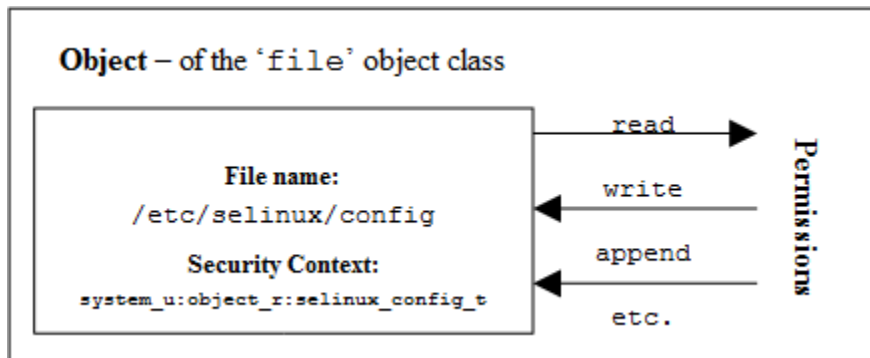 Object – of the ‘file’ object class
File name:
/etc/selinux/config
Security Context:
system_u:object_r:selinux_config_t
read
write
append
etc.
Permissions